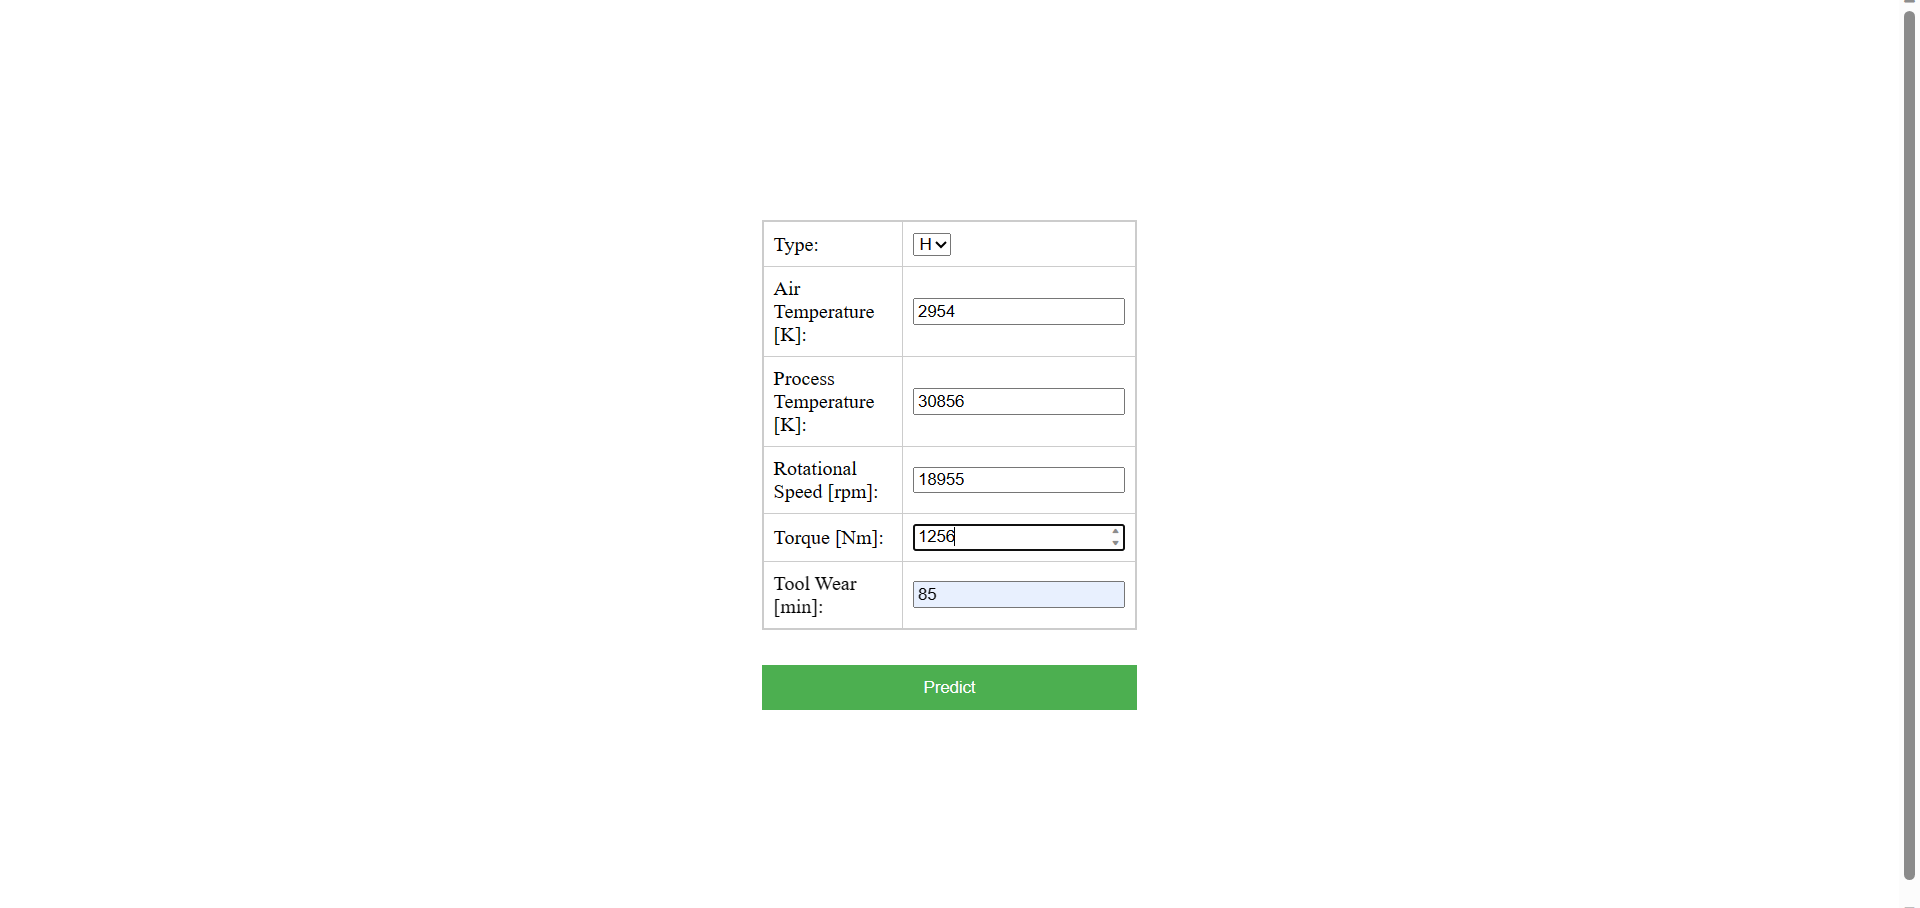 Type:
H
Air
Temperature
[K]:
2954
Process
Temperature
[K]:
30856
Rotational
Speed [rpm]:
18955
Torque [Nm]:
1256
Tool Wear
[min]:
85
Predict